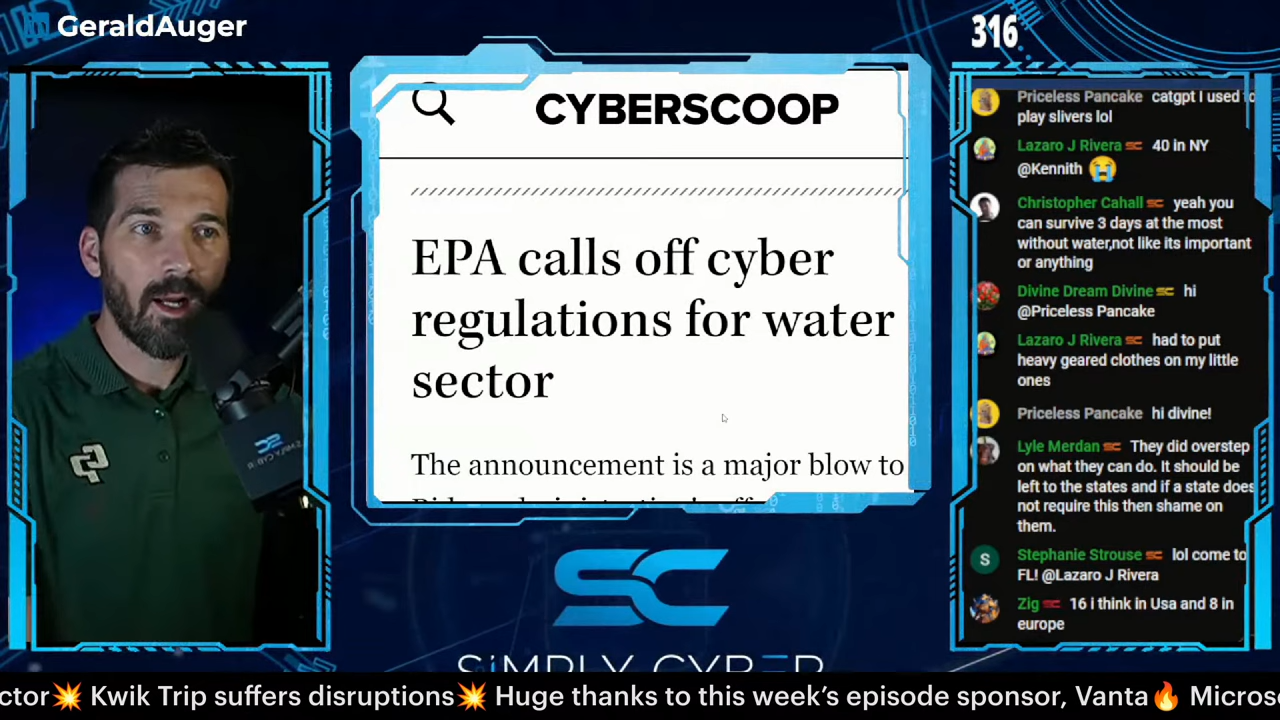 GeraldAuger
316
CYBERSCOOP
EPA calls off cyber
regulations for water
sector
The announcement is a major blow to
Priceless Pancake catgpt I used to
play slivers lol
Lazaro J Rivera 40 in NY
@Kennith 😭
Christopher Cahall yeah you
can survive 3 days at the most
without water,not like its important
or anything
Divine Dream Divine hi
@Priceless Pancake
Lazaro J Rivera had to put
heavy geared clothes on my little
ones
Priceless Pancake hi divine!
Lyle Merdan They did overstep
on what they can do. It should be
left to the states and if a state does
not require this then shame on
them.
S Stephanie Strouse lol come to
FL! @Lazaro J Rivera
Zig 16 i think in Usa and 8 in
europe
SC
SIMPLY CYBER
ctor💥 Kwik Trip suffers disruptions💥 Huge thanks to this week’s episode sponsor, Vanta🔥 Micros